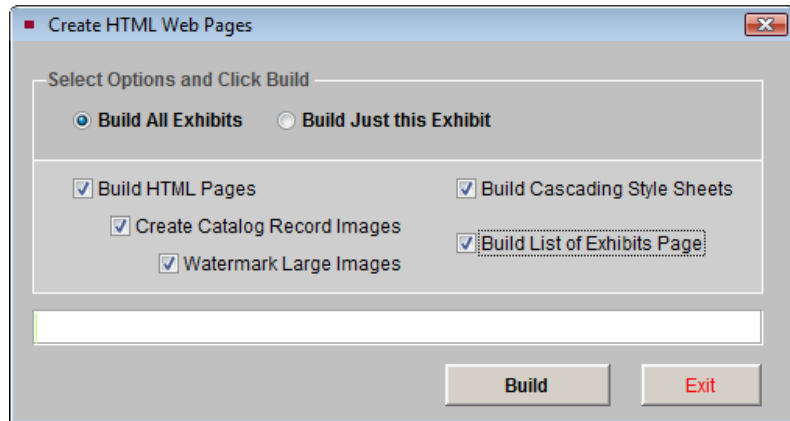 Create HTML Web Pages
Select Options and Click Build
Build All Exhibits Build Just this Exhibit
Build HTML Pages Build Cascading Style Sheets
Create Catalog Record Images
Build List of Exhibits Page
Watermark Large Images
Build Exit